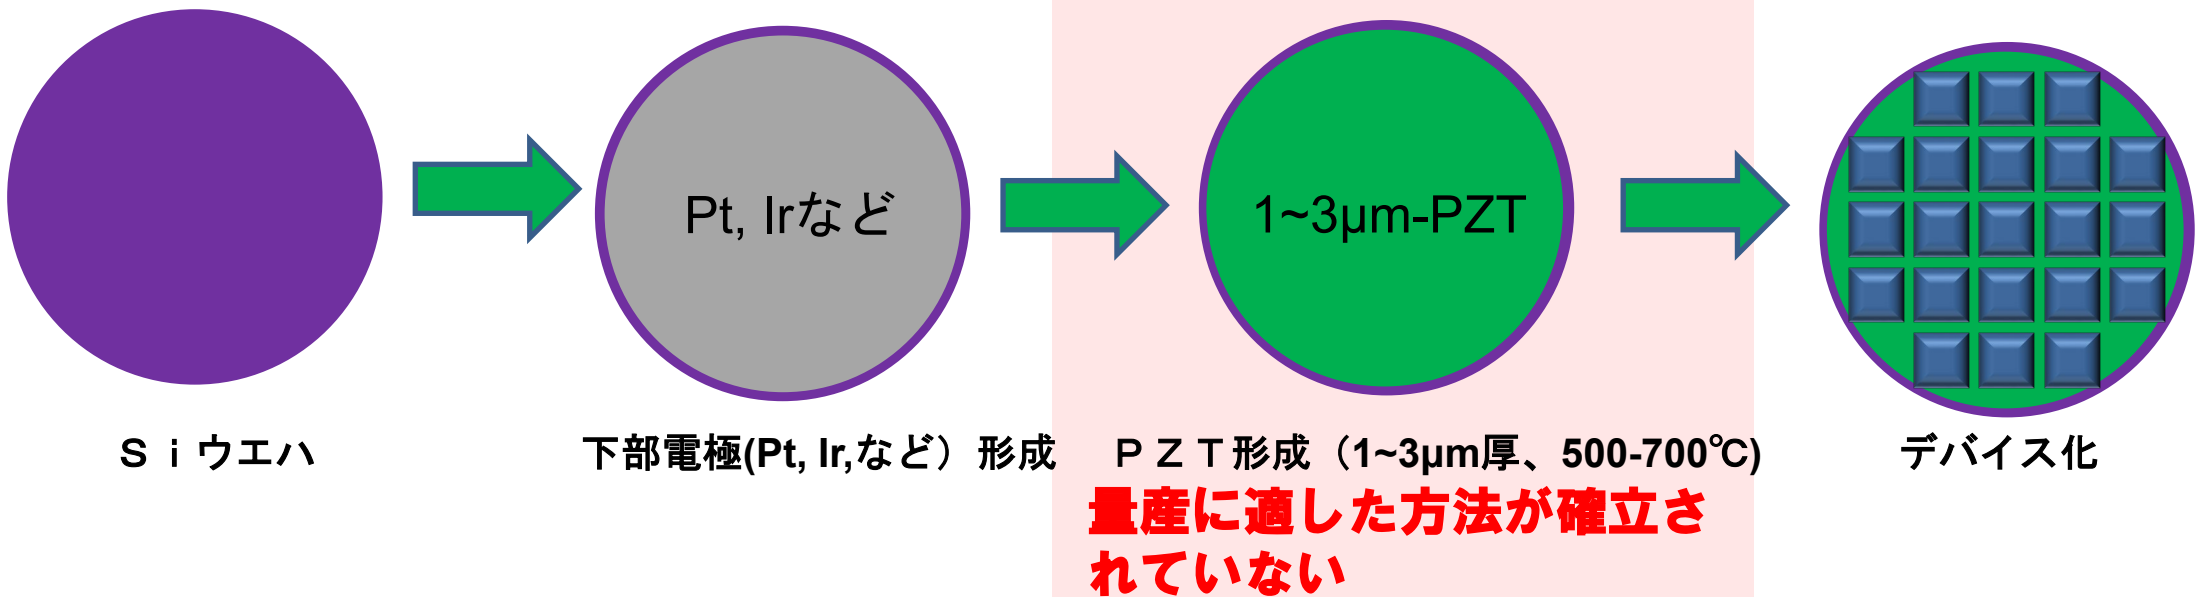 Pt, Irなど
1~3μm-PZT
Ｓｉウエハ
下部電極(Pt, Ir,など）形成
ＰＺＴ形成（1~3μm厚、500-700℃)
デバイス化
量産に適した方法が確立さ
れていない